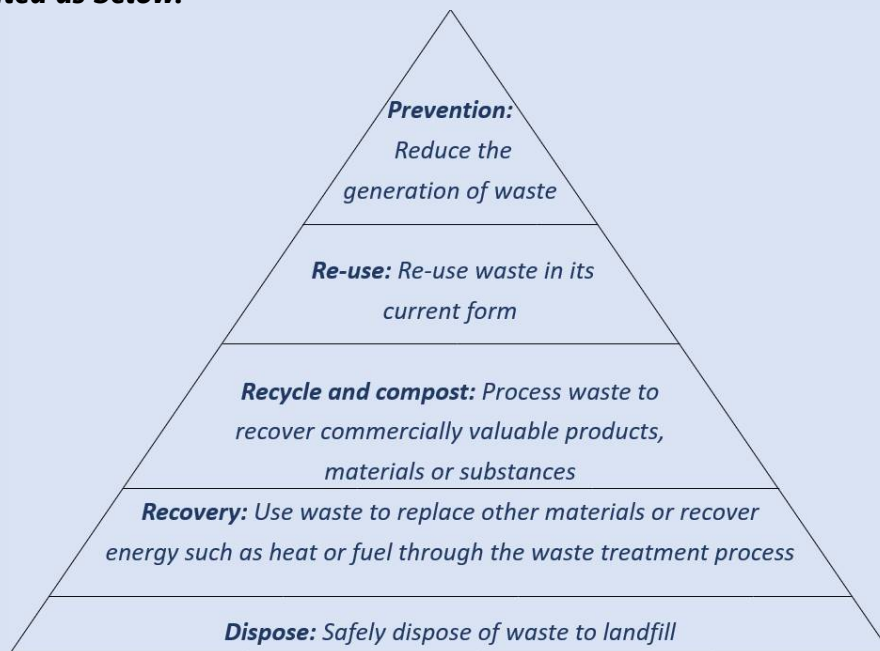 as below.
Prevention:
Reduce the
generation of waste
Re-use: Re-use waste in its
current form
Recycle and compost: Process waste to
recover commercially valuable products,
materials or substances
Recovery: Use waste to replace other materials or recover
energy such as heat or fuel through the waste treatment process
Dispose: Safely dispose of waste to landfill